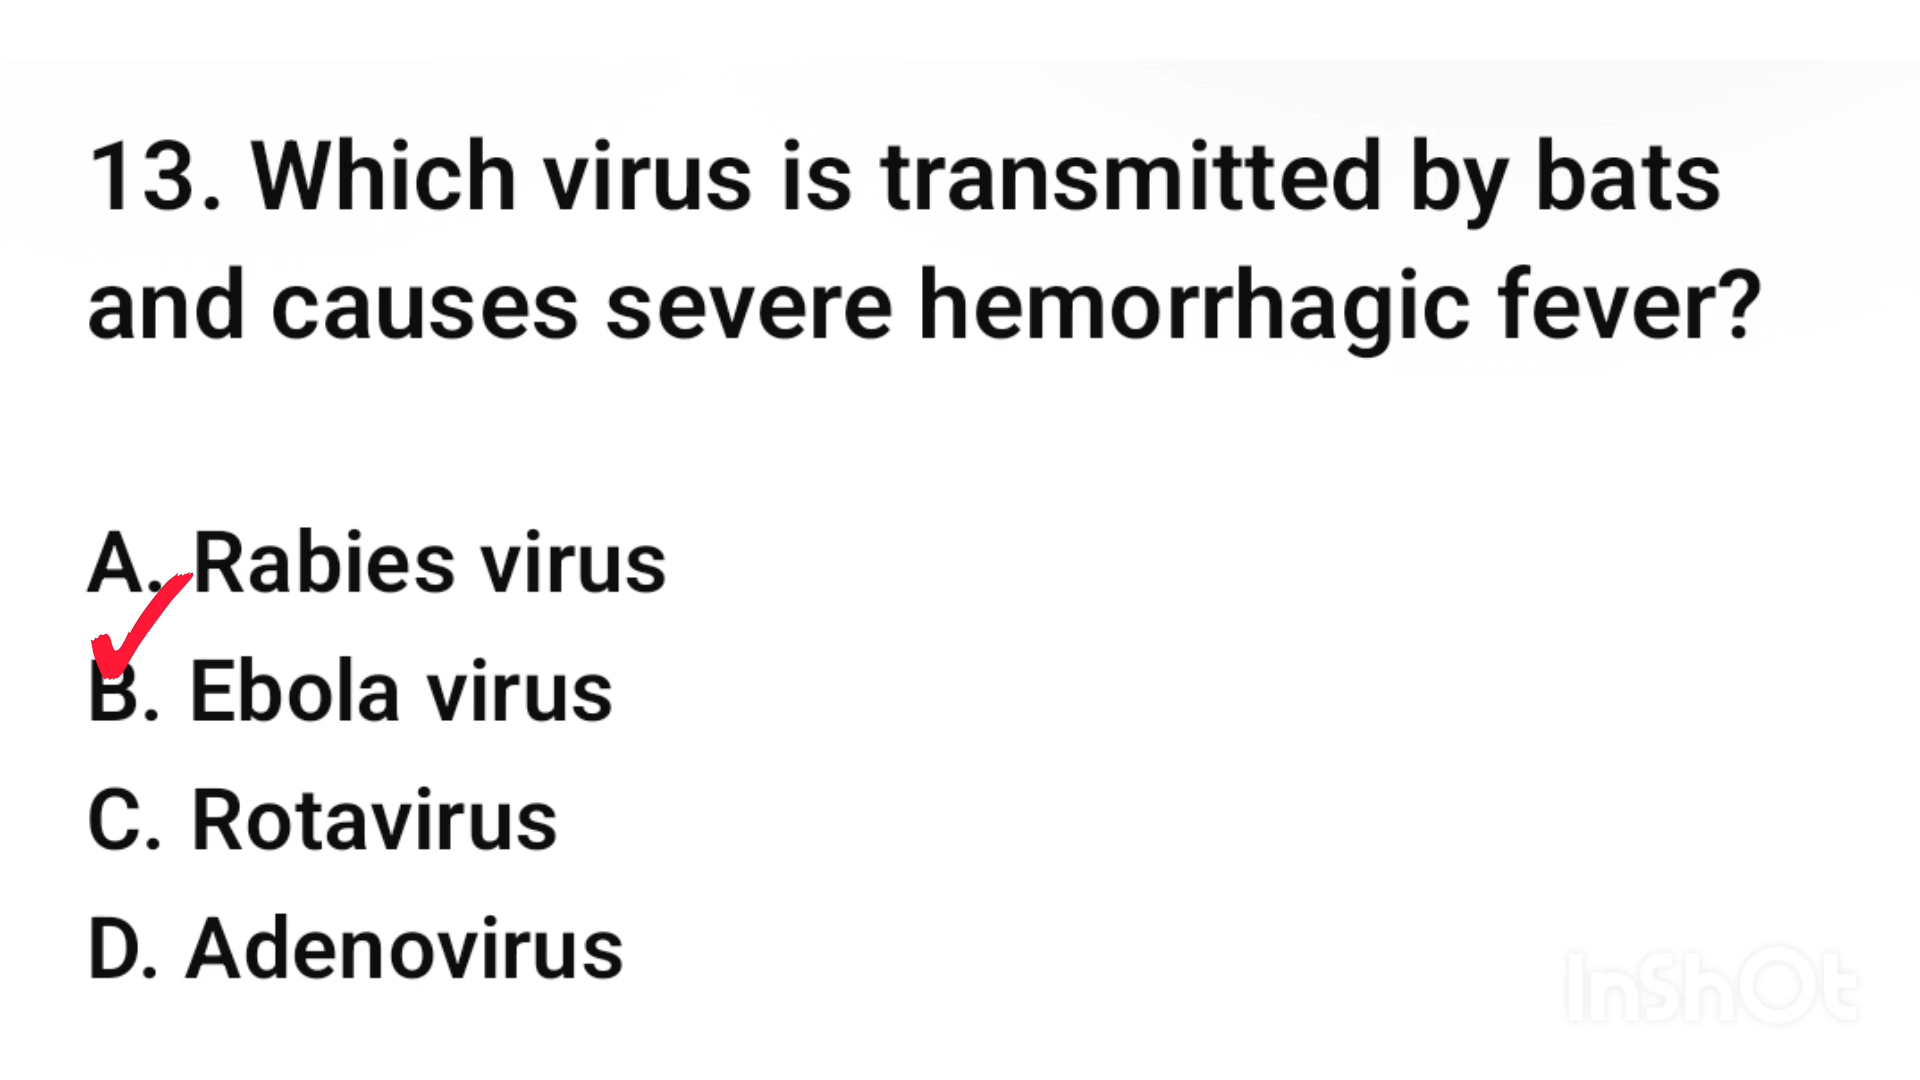 13. Which virus is transmitted by bats
and causes severe hemorrhagic fever?
A. Rabies virus
B. Ebola virus
C. Rotavirus
D. Adenovirus
InShOt